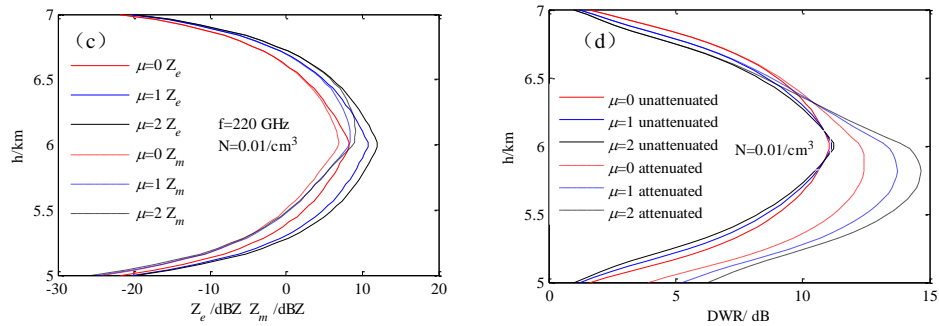 (c)
7
6.5
6
5.5
5
h/km
μ=0 Zₑ
μ=1 Zₑ
μ=2 Zₑ
μ=0 Zₘ
μ=1 Zₘ
μ=2 Zₘ
f=220 GHz
N=0.01/cm³
-30 -20 -10 0 10 20
Zₑ /dBZ Zₘ /dBZ
(d)
7
6.5
6
5.5
5
h/km
μ=0 unattenuated
μ=1 unattenuated
μ=2 unattenuated
μ=0 attenuated
μ=1 attenuated
μ=2 attenuated
N=0.01/cm³
0 5 10 15
DWR/ dB